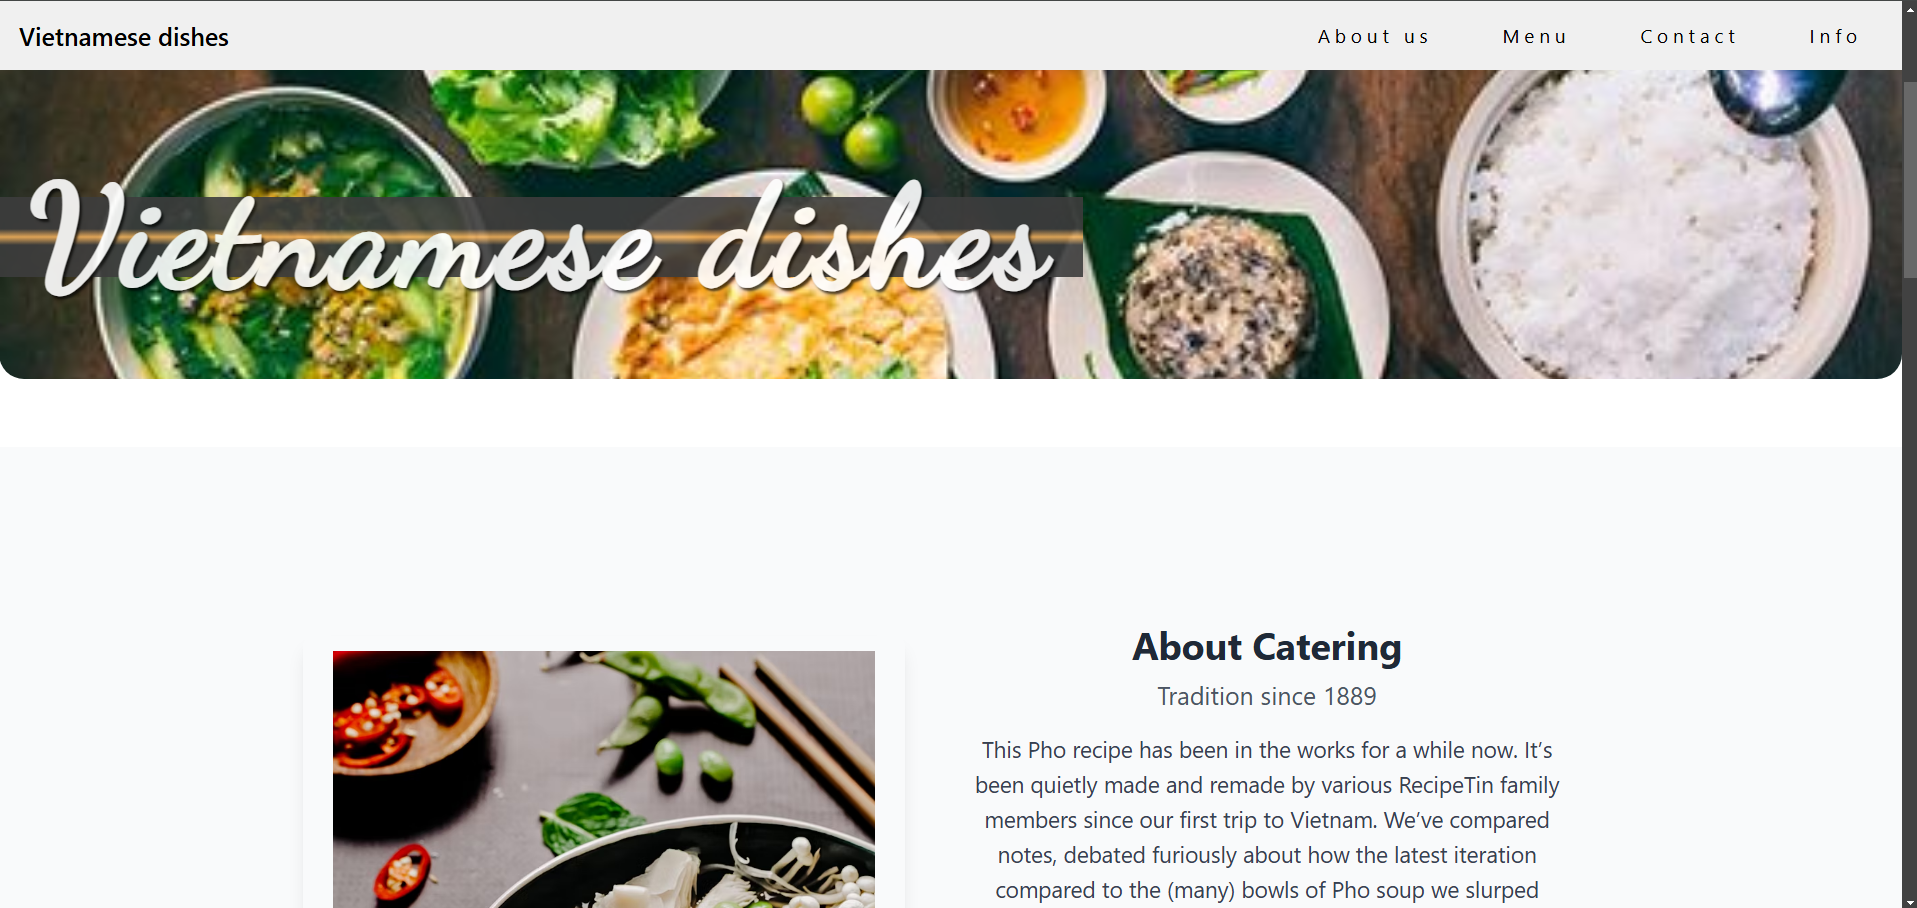 Vietnamese dishes
About us
Menu
Contact
Info
Vietnamese dishes
About Catering
Tradition since 1889
This Pho recipe has been in the works for a while now. It’s
been quietly made and remade by various RecipeTin family
members since our first trip to Vietnam. We’ve compared
notes, debated furiously about how the latest iteration
compared to the (many) bowls of Pho soup we slurped